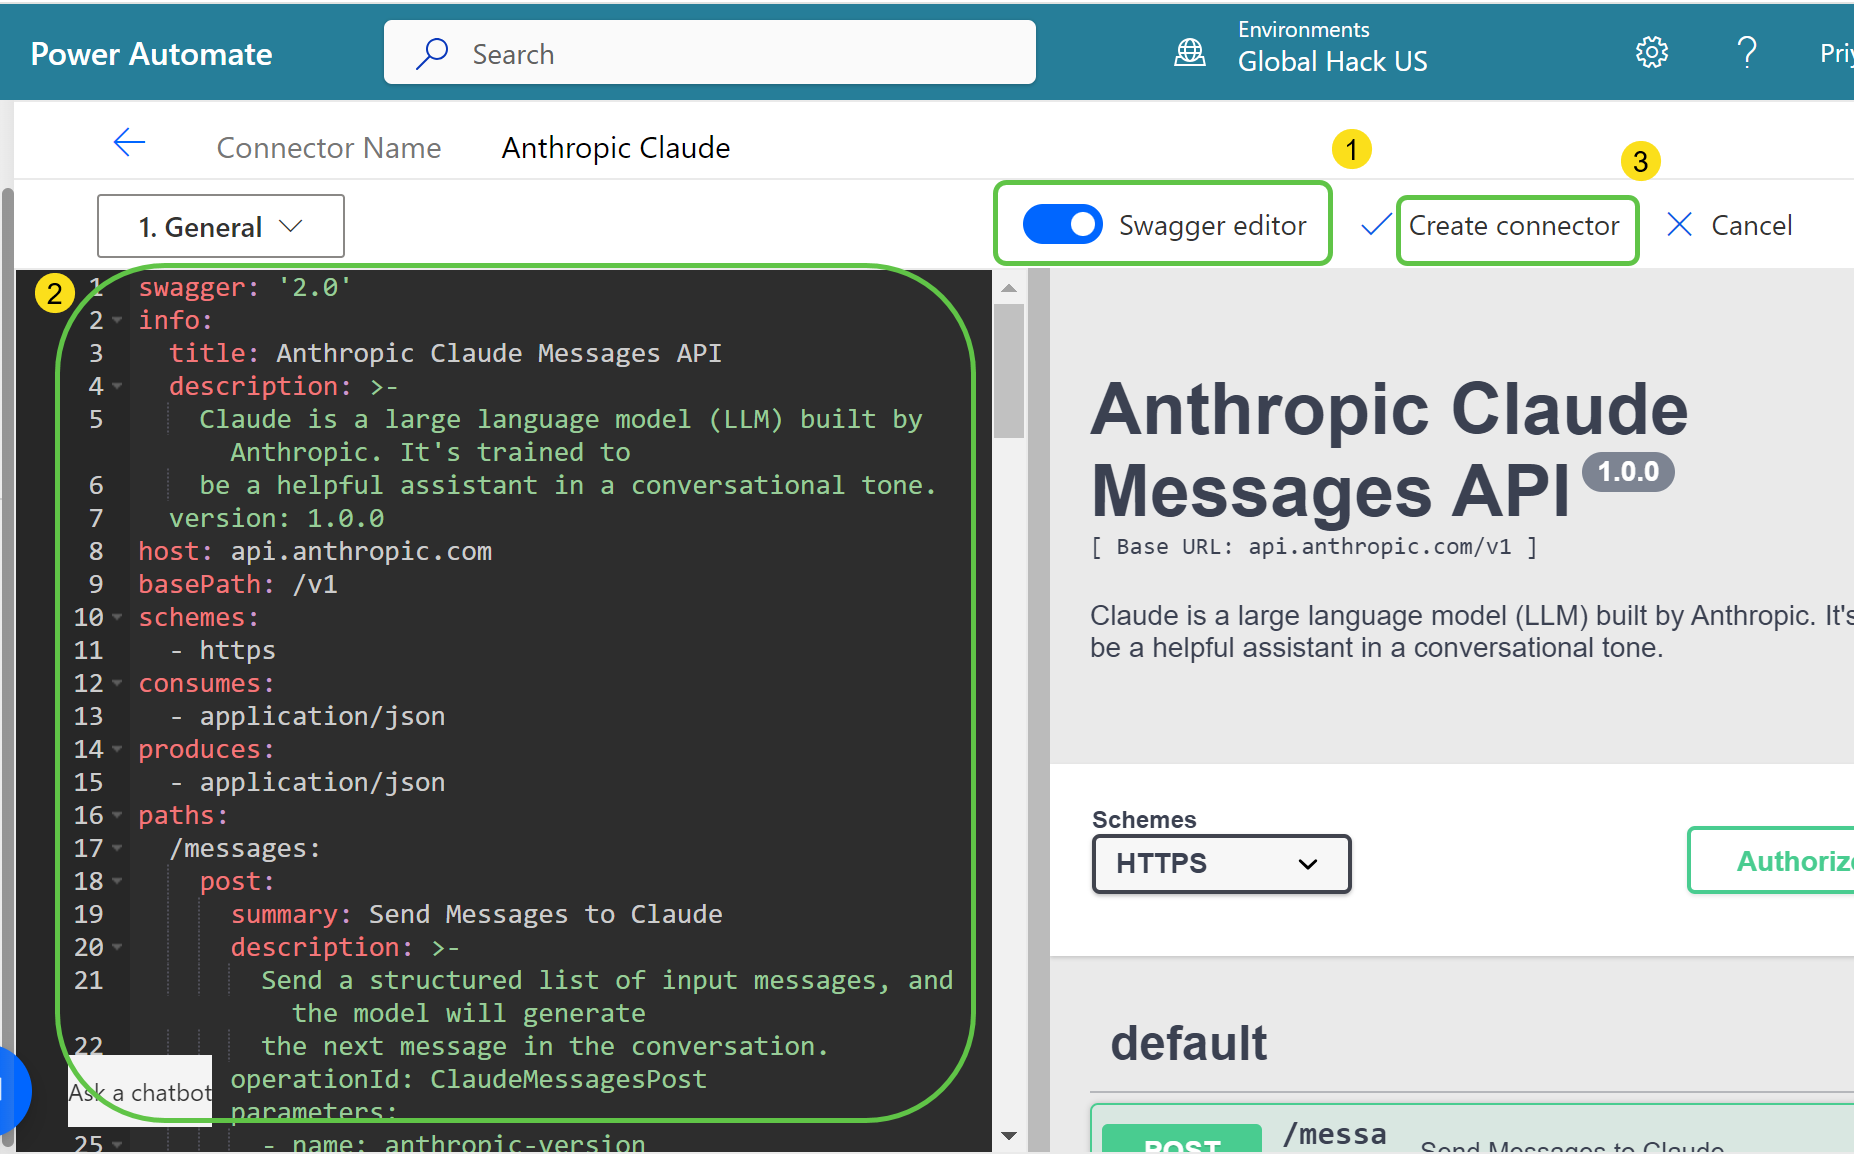 Power Automate
Search
Environments
Global Hack US
?
Connector Name
Anthropic Claude
1
3
1. General
Swagger editor
Create connector
Cancel
2
1 swagger: '2.0'
2 info:
3 title: Anthropic Claude Messages API
4 description: >-
5 Claude is a large language model (LLM) built by
Anthropic. It's trained to
6 be a helpful assistant in a conversational tone.
7 version: 1.0.0
8 host: api.anthropic.com
9 basePath: /v1
10 schemes:
11 - https
12 consumes:
13 - application/json
14 produces:
15 - application/json
16 paths:
17 /messages:
18 post:
19 summary: Send Messages to Claude
20 description: >-
21 Send a structured list of input messages, and
the model will generate
22 the next message in the conversation.
operationId: ClaudeMessagesPost
parameters:
25 - name: anthropic-version
Ask a chatbot
Anthropic Claude
Messages API 1.0.0
[ Base URL: api.anthropic.com/v1 ]
Claude is a large language model (LLM) built by Anthropic. It's
be a helpful assistant in a conversational tone.
Schemes
HTTPS
Authorize
default
POST
/messa
Send Messages to Claude